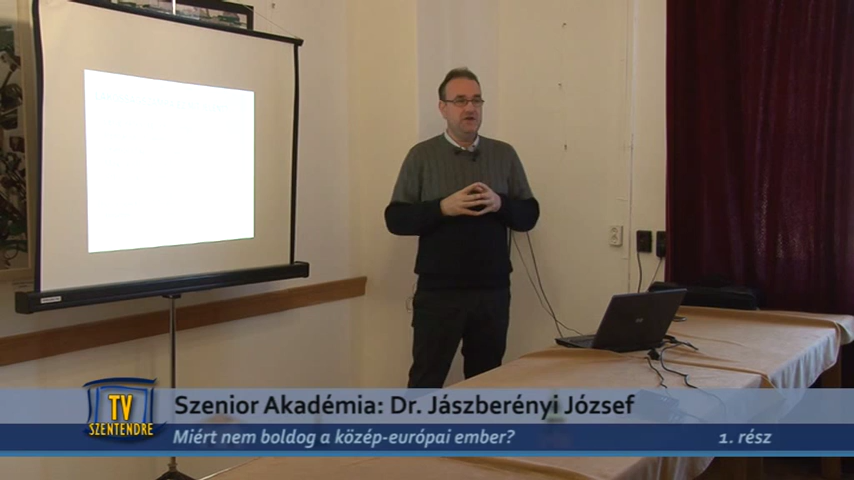 TV
SZENTENDRE
Szenior Akadémia: Dr. Jászberényi József
Miért nem boldog a közép-európai ember?
1. rész